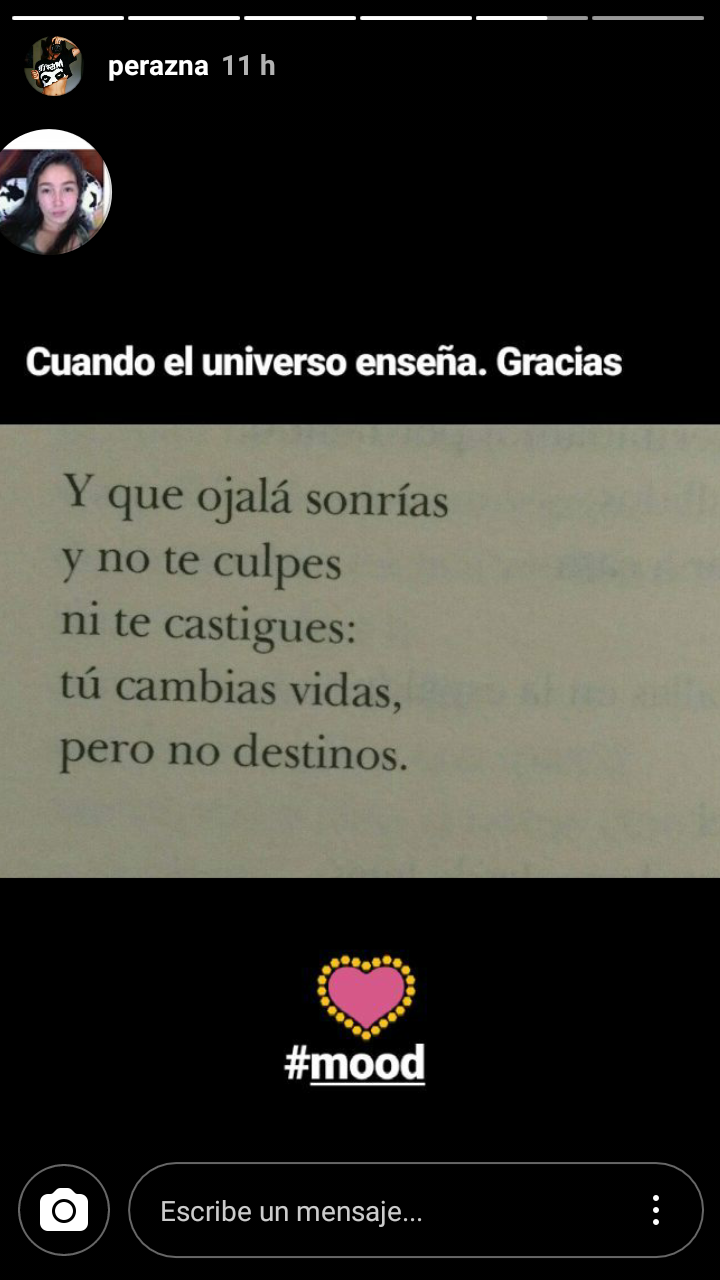 perazna 11 h
Cuando el universo enseña. Gracias
Y que ojalá sonrías
y no te culpes
ni te castigues:
tú cambias vidas,
pero no destinos.
#mood
Escribe un mensaje...